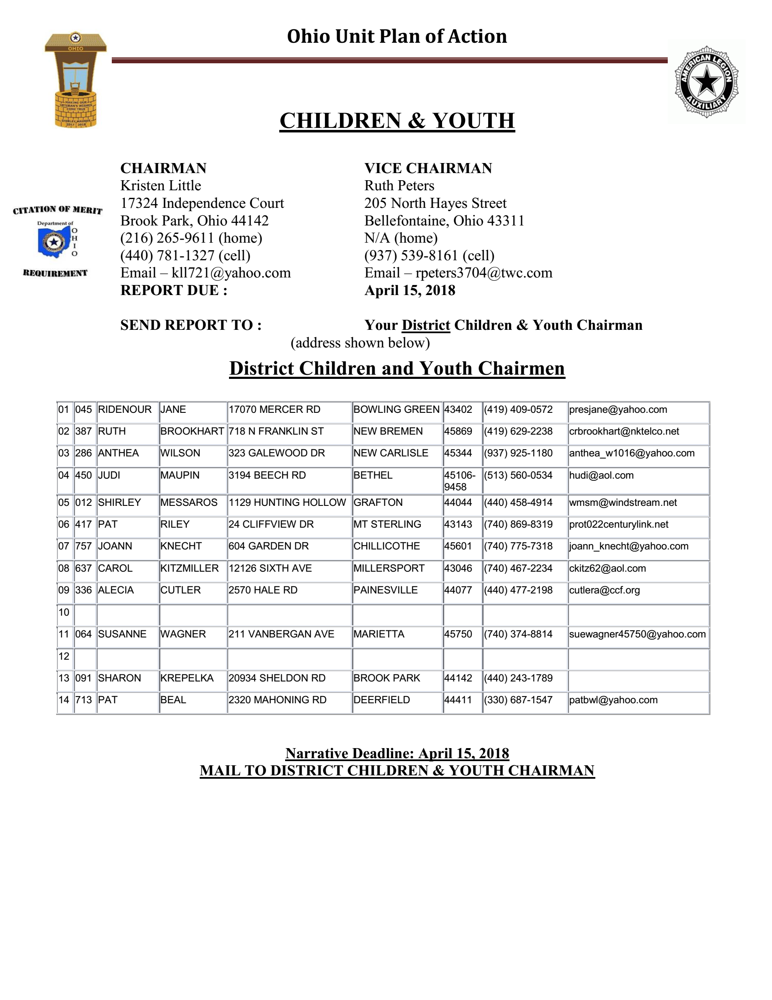 Ohio Unit Plan of Action
OHIO
MAKING OUR
VETERAN'S WISHES
COME TRUE
SHIRLEY MAURER
2017 - 2018
AMERICAN LEGION
AUXILIARY
CHILDREN & YOUTH
CHAIRMAN VICE CHAIRMAN
Kristen Little Ruth Peters
17324 Independence Court 205 North Hayes Street
Brook Park, Ohio 44142 Bellefontaine, Ohio 43311
(216) 265-9611 (home) N/A (home)
(440) 781-1327 (cell) (937) 539-8161 (cell)
Email – kll721@yahoo.com Email – rpeters3704@twc.com
REPORT DUE : April 15, 2018
CITATION OF MERIT
Department of
OHIO
REQUIREMENT
SEND REPORT TO : Your District Children & Youth Chairman
(address shown below)
District Children and Youth Chairmen
01 045 RIDENOUR JANE 17070 MERCER RD BOWLING GREEN 43402 (419) 409-0572 presjane@yahoo.com
02 387 RUTH BROOKHART 718 N FRANKLIN ST NEW BREMEN 45869 (419) 629-2238 crbrookhart@nktelco.net
03 286 ANTHEA WILSON 323 GALEWOOD DR NEW CARLISLE 45344 (937) 925-1180 anthea_w1016@yahoo.com
04 450 JUDI MAUPIN 3194 BEECH RD BETHEL 45106-9458 (513) 560-0534 hudi@aol.com
05 012 SHIRLEY MESSAROS 1129 HUNTING HOLLOW GRAFTON 44044 (440) 458-4914 wmsm@windstream.net
06 417 PAT RILEY 24 CLIFFVIEW DR MT STERLING 43143 (740) 869-8319 prot022centurylink.net
07 757 JOANN KNECHT 604 GARDEN DR CHILLICOTHE 45601 (740) 775-7318 joann_knecht@yahoo.com
08 637 CAROL KITZMILLER 12126 SIXTH AVE MILLERSPORT 43046 (740) 467-2234 ckitz62@aol.com
09 336 ALECIA CUTLER 2570 HALE RD PAINESVILLE 44077 (440) 477-2198 cutlera@ccf.org
10
11 064 SUSANNE WAGNER 211 VANBERGAN AVE MARIETTA 45750 (740) 374-8814 suewagner45750@yahoo.com
12
13 091 SHARON KREPELKA 20934 SHELDON RD BROOK PARK 44142 (440) 243-1789
14 713 PAT BEAL 2320 MAHONING RD DEERFIELD 44411 (330) 687-1547 patbwl@yahoo.com
Narrative Deadline: April 15, 2018
MAIL TO DISTRICT CHILDREN & YOUTH CHAIRMAN